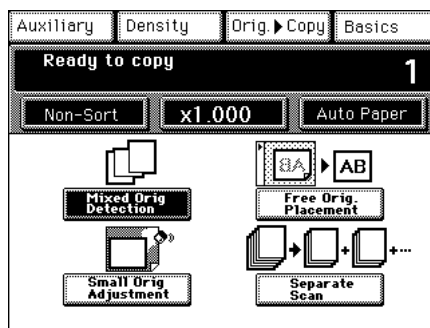 Auxiliary Density Orig.▶Copy Basics
Ready to copy
1
Non-Sort x1.000 Auto Paper
AB ▶ AB
Mixed Orig
Detection
Free Orig.
Placement
Small Orig
Adjustment
Separate
Scan